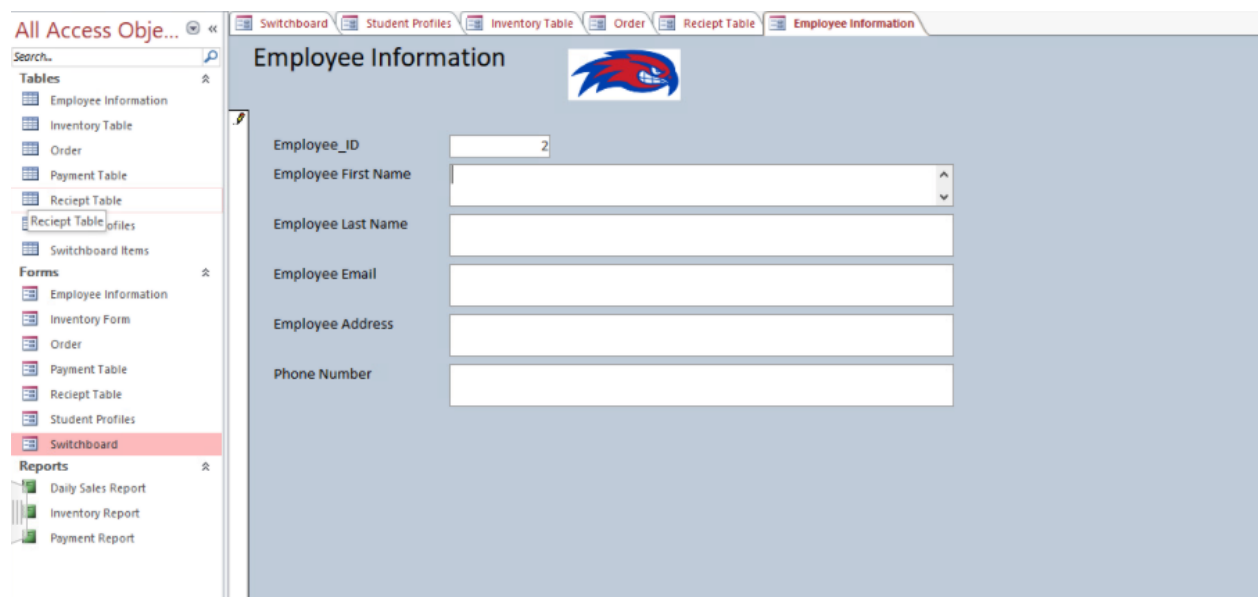 All Access Obje... «
Search...
Tables
Employee Information
Inventory Table
Order
Payment Table
Reciept Table
Reciept Table ofiles
Switchboard Items
Forms
Employee Information
Inventory Form
Order
Payment Table
Reciept Table
Student Profiles
Switchboard
Reports
Daily Sales Report
Inventory Report
Payment Report
Switchboard Student Profiles Inventory Table Order Reciept Table Employee Information
Employee Information
Employee_ID 2
Employee First Name
Employee Last Name
Employee Email
Employee Address
Phone Number